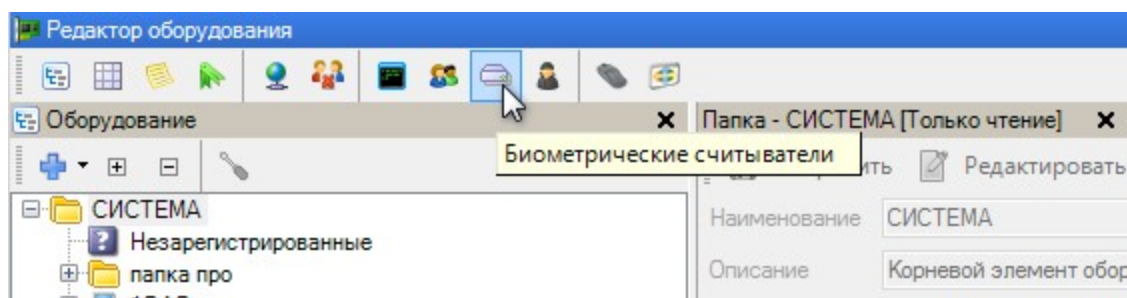 Редактор оборудования
Оборудование
Папка - СИСТЕМА [Только чтение]
Биометрические считыватели
Редактировать
СИСТЕМА
Незарегистрированные
папка про
Наименование СИСТЕМА
Описание Корневой элемент обор